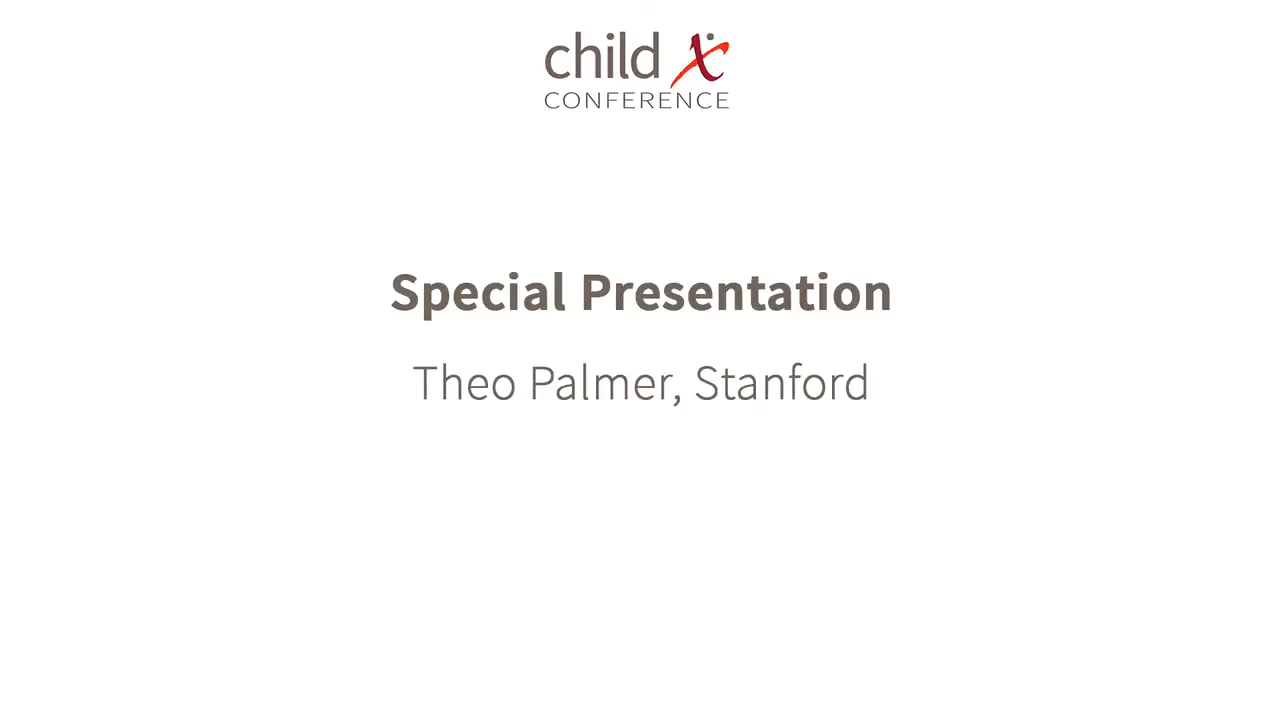 child x
CONFERENCE
Special Presentation
Theo Palmer, Stanford